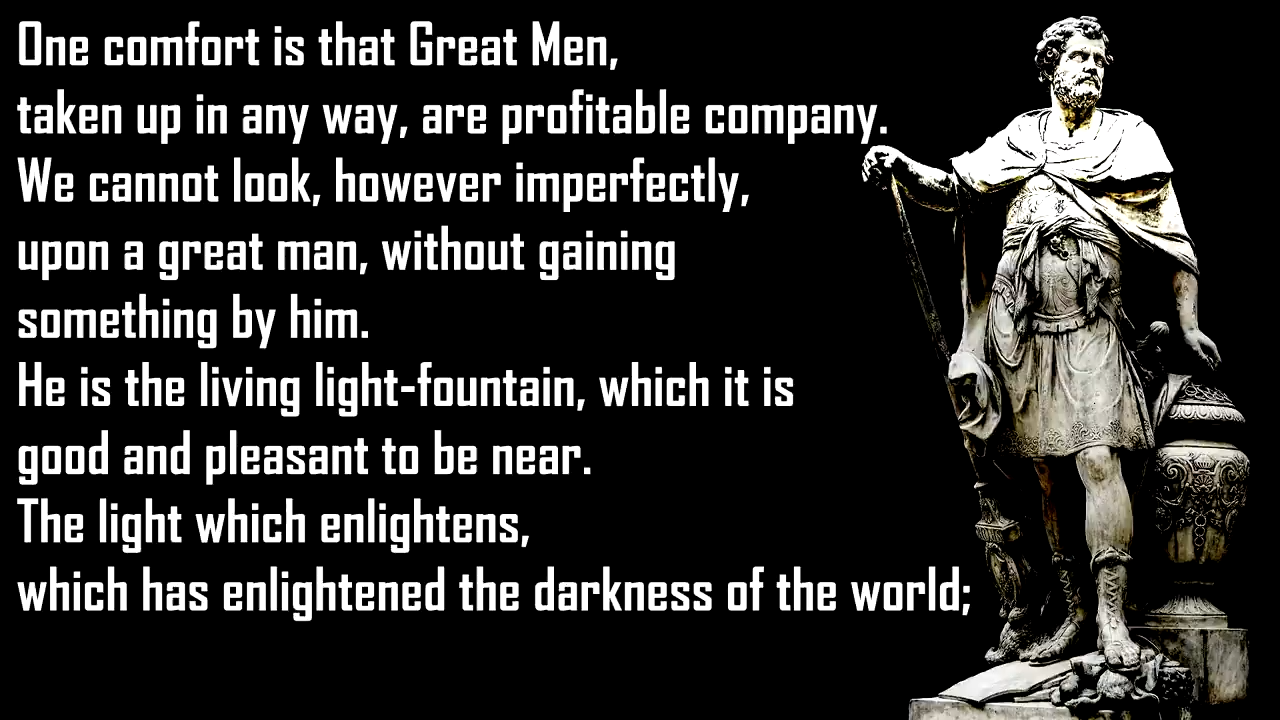 One comfort is that Great Men,
taken up in any way, are profitable company.
We cannot look, however imperfectly,
upon a great man, without gaining
something by him.
He is the living light-fountain, which it is
good and pleasant to be near.
The light which enlightens,
which has enlightened the darkness of the world;